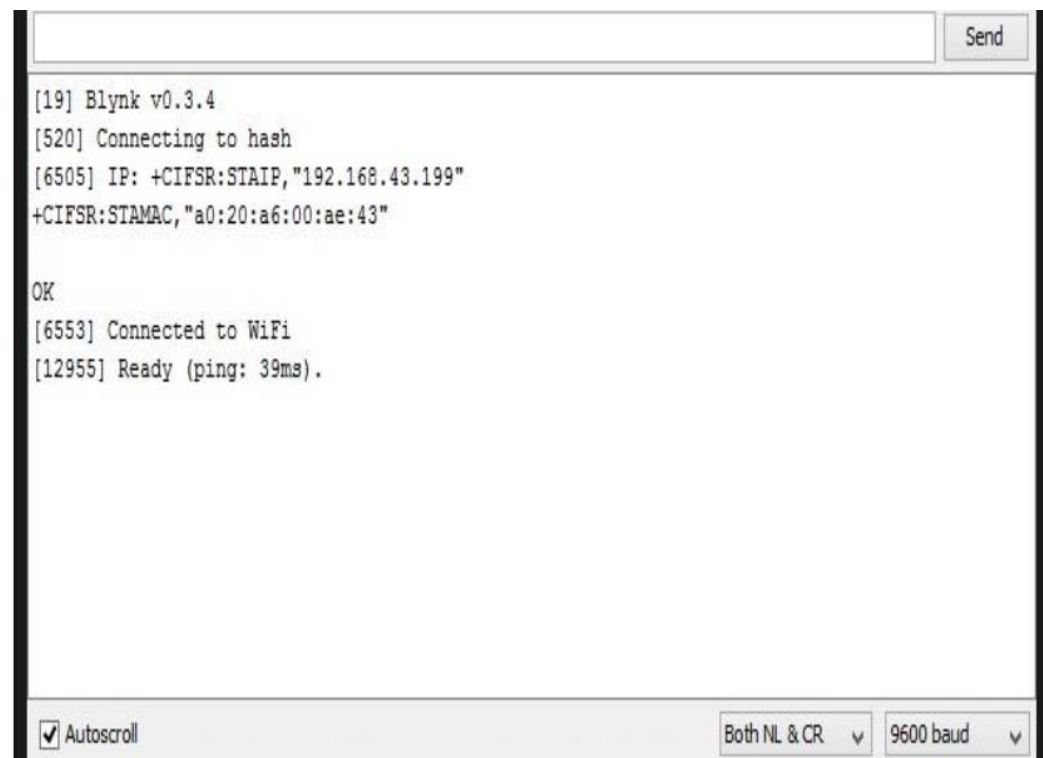 Send
[19] Blynk v0.3.4
[520] Connecting to hash
[6505] IP: +CIFSR:STAIP,"192.168.43.199"
+CIFSR:STAMAC,"a0:20:a6:00:ae:43"
OK
[6553] Connected to WiFi
[12955] Ready (ping: 39ms).
Autoscroll Both NL & CR 9600 baud